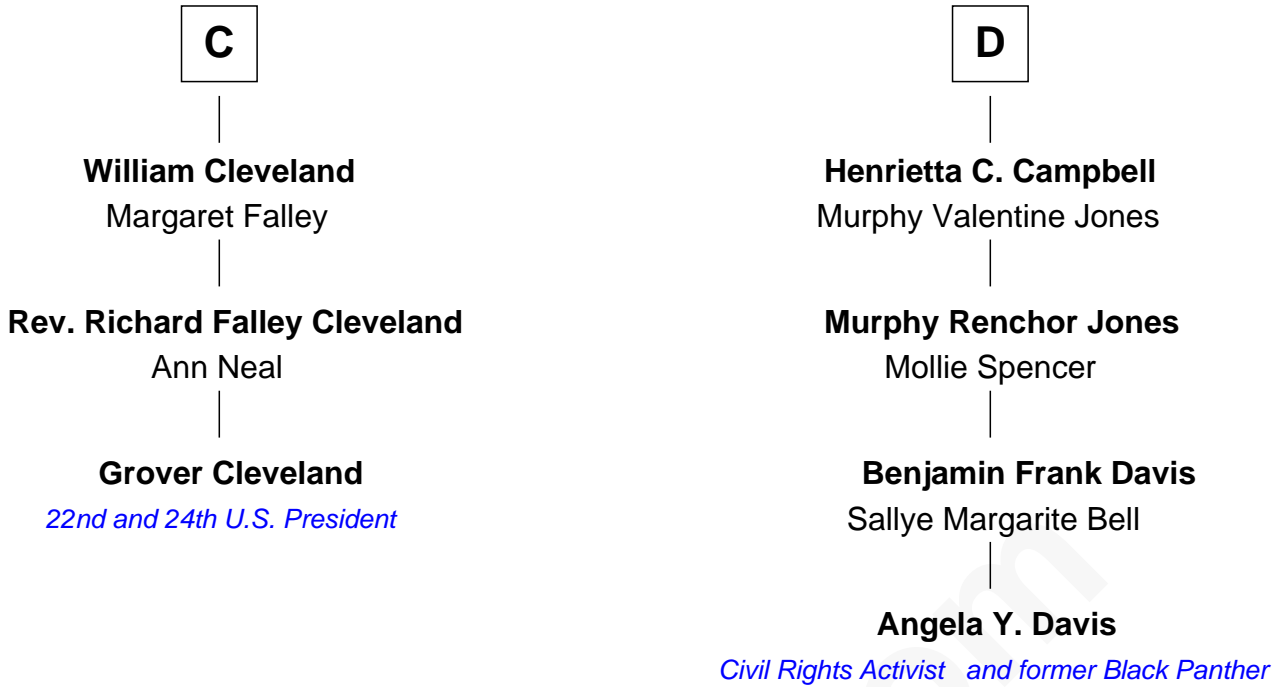 C
William Cleveland
Margaret Falley
Rev. Richard Falley Cleveland
Ann Neal
Grover Cleveland
22nd and 24th U.S. President
D
Henrietta C. Campbell
Murphy Valentine Jones
Murphy Renchor Jones
Mollie Spencer
Benjamin Frank Davis
Sallye Margarite Bell
Angela Y. Davis
Civil Rights Activist and former Black Panther